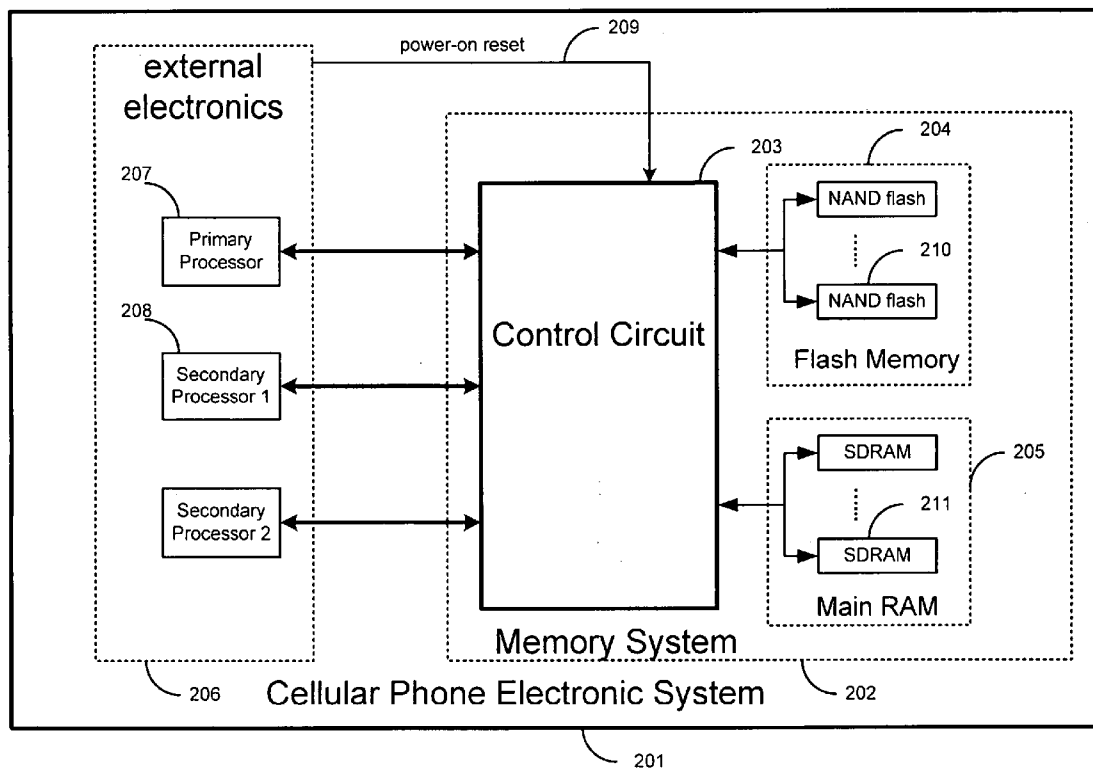 209
power-on reset
external
electronics
204
203
207
NAND flash
Primary
Processor
210
NAND flash
208
Control Circuit
Flash Memory
Secondary
Processor 1
SDRAM
205
211
Secondary
Processor 2
SDRAM
Main RAM
Memory System
206
Cellular Phone Electronic System
202
201